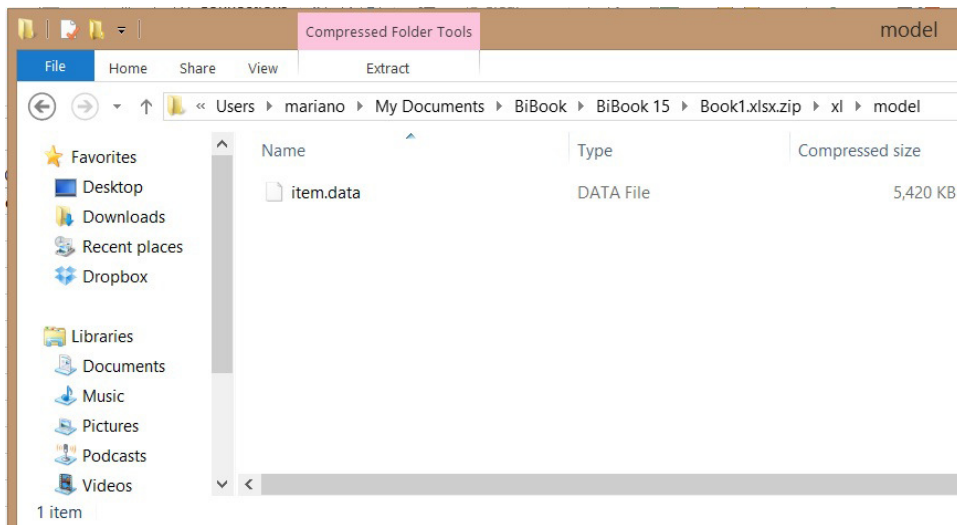 Compressed Folder Tools
model
File Home Share View Extract
« Users My Documents mariano BiBook BiBook 15 Book1.xlsx.zip xl model
Favorites
Desktop
Downloads
Recent places
Dropbox
Libraries
Documents
Music
Pictures
Podcasts
Videos
Name Type Compressed size
item.data DATA File 5,420 KB
1 item